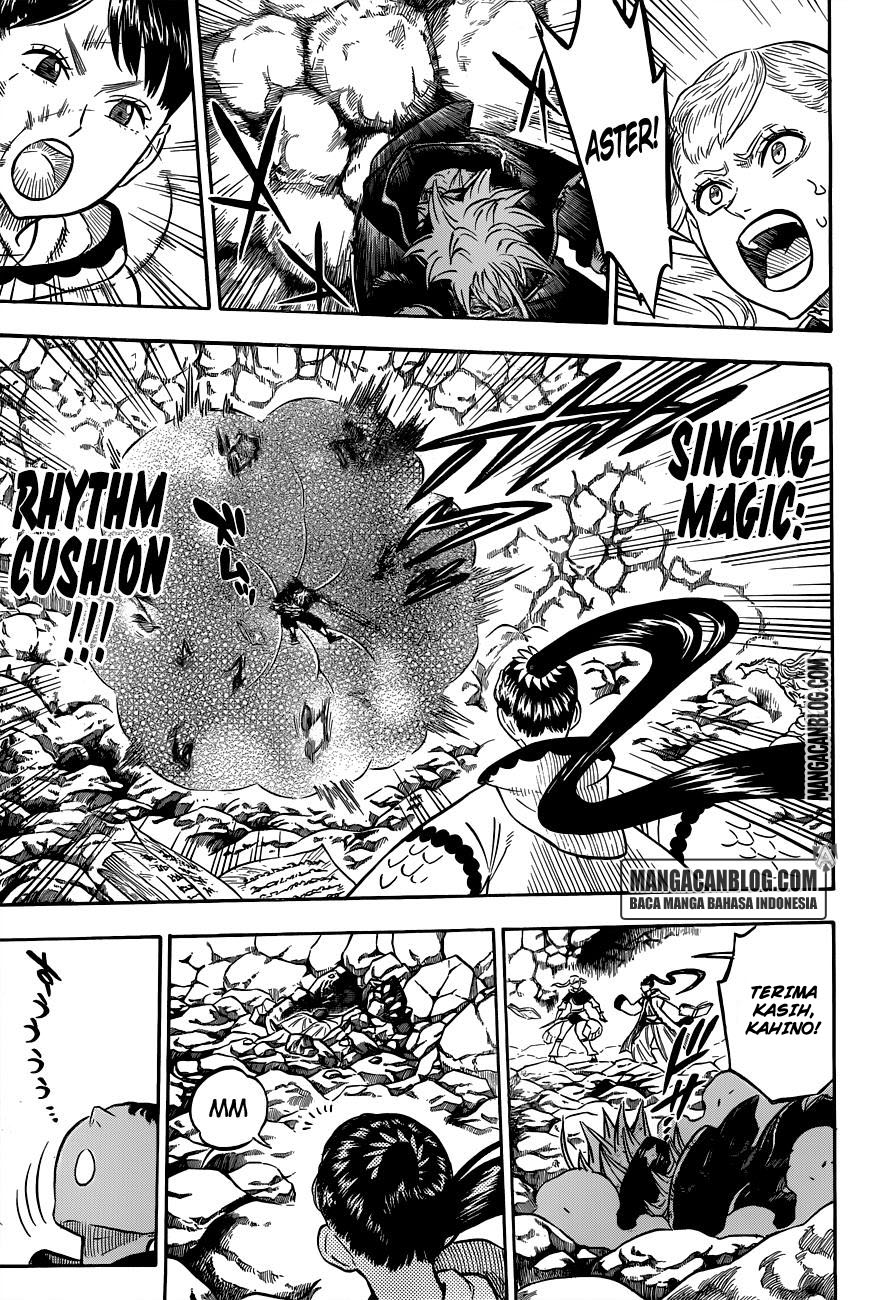 ASTER!
SINGING
MAGIC:
RHYTHM
CUSHION
!!!
MANGACANBLOG.COM
MANGACANBLOG.COM
BACA MANGA BAHASA INDONESIA
TERIMA
KASIH,
KAHINO!
MM